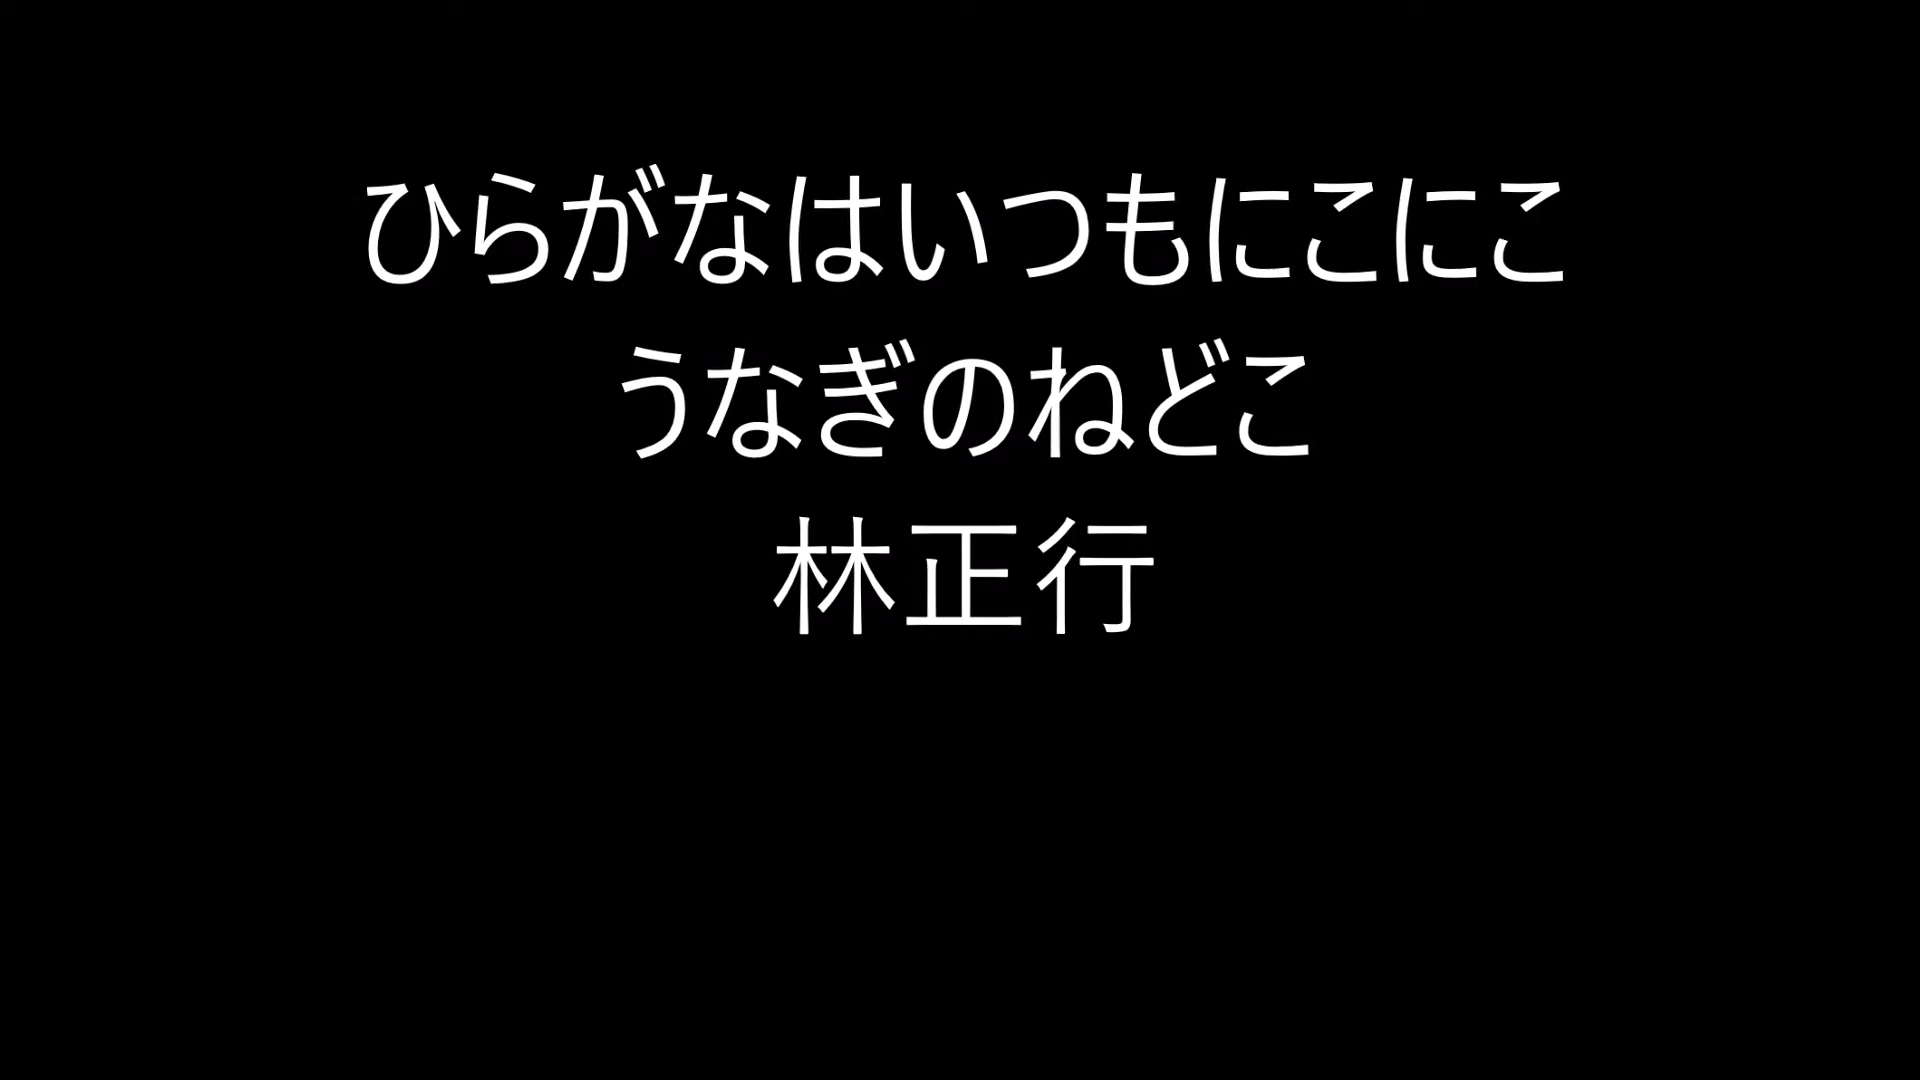 ひらがなはいつもにこにこ
うなぎのねどこ
林正行